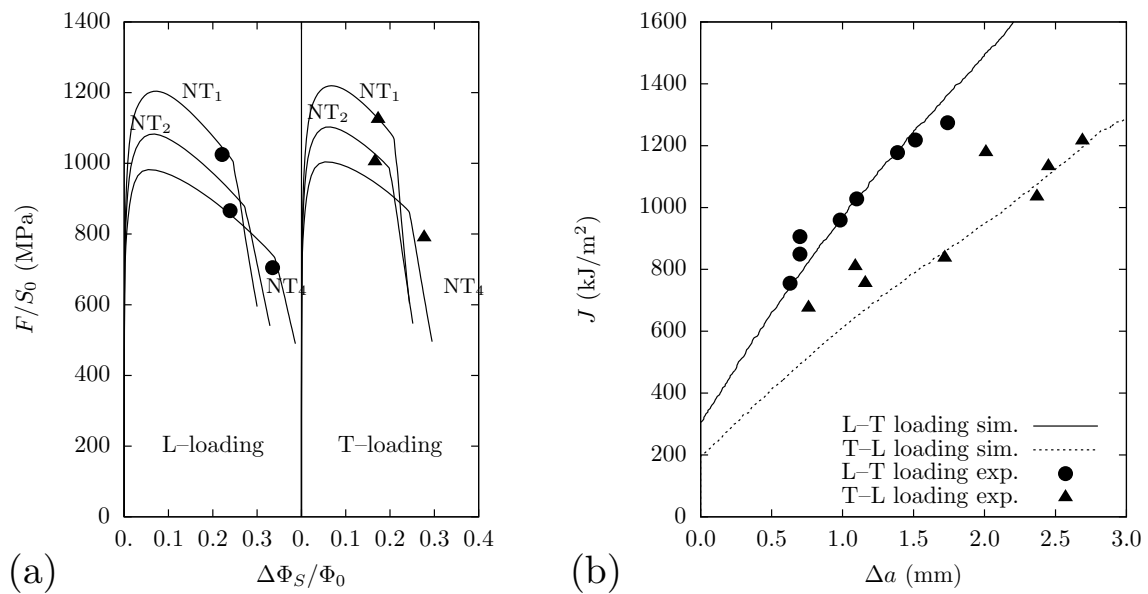 1400
1200
1000
800
600
400
200
0
F/S₀ (MPa)
NT₁
NT₂
NT₄
L–loading
NT₁
NT₂
NT₄
T–loading
0. 0.1 0.2 0.3 0. 0.1 0.2 0.3 0.4
ΔΦ_S/Φ₀
(a)
1600
1400
1200
1000
800
600
400
200
0
J (kJ/m²)
L–T loading sim.
T–L loading sim.
L–T loading exp.
T–L loading exp.
0.0 0.5 1.0 1.5 2.0 2.5 3.0
Δa (mm)
(b)